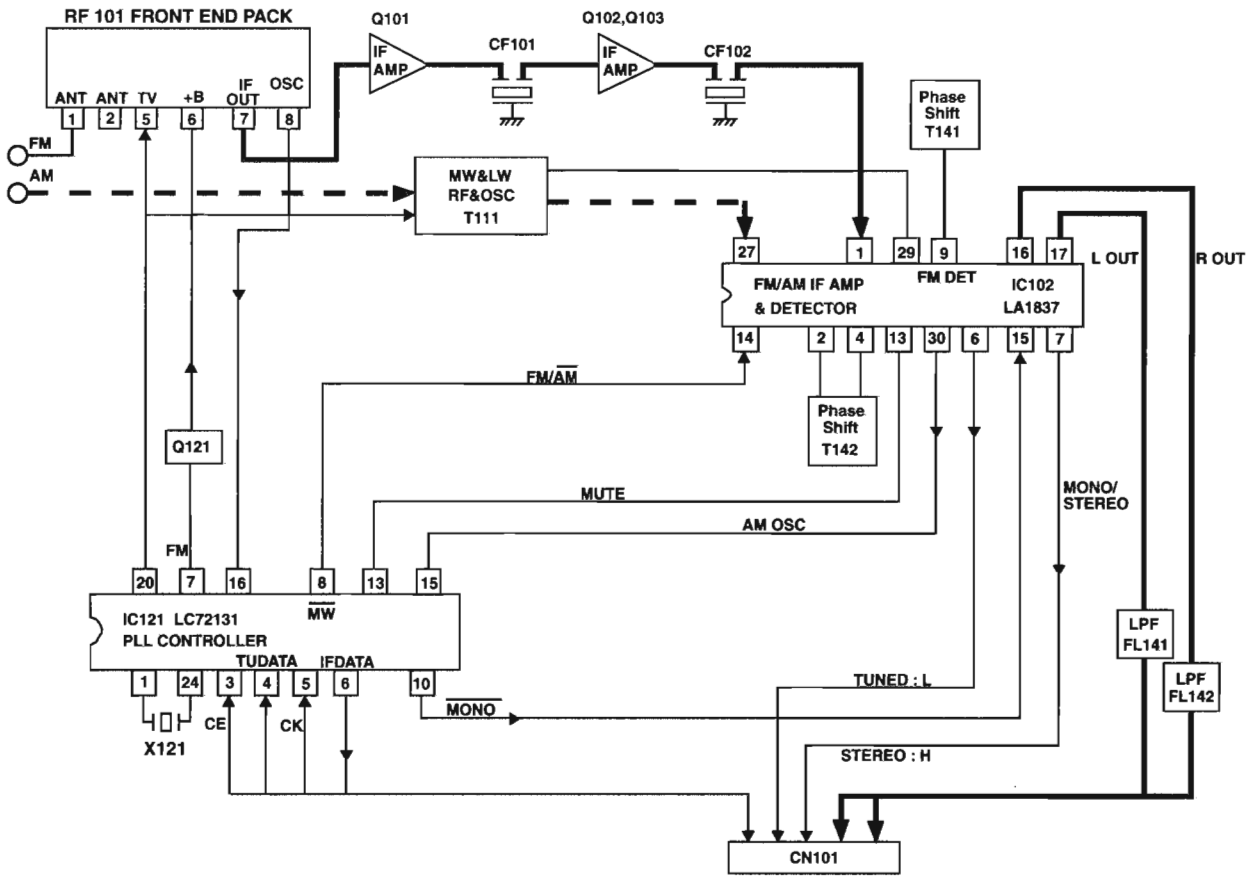 RF 101 FRONT END PACK
Q101
Q102,Q103
IF
AMP
CF101
IF
AMP
CF102
ANT
ANT
TV
+B
IF
OUT
OSC
1
2
5
6
7
8
FM
AM
Phase
Shift
T141
MW&LW
RF&OSC
T111
27
1
29
9
16
17
L OUT
R OUT
FM/AM IF AMP
& DETECTOR
FM DET
IC102
LA1837
14
2
4
13
30
6
15
7
FM/AM
Phase
Shift
T142
Q121
MUTE
MONO/
STEREO
AM OSC
FM
20
7
16
8
13
15
MW
IC121 LC72131
PLL CONTROLLER
TUDATA
IFDATA
1
24
3
4
5
6
10
LPF
FL141
LPF
FL142
TUNED : L
MONO
CE
CK
X121
STEREO : H
CN101